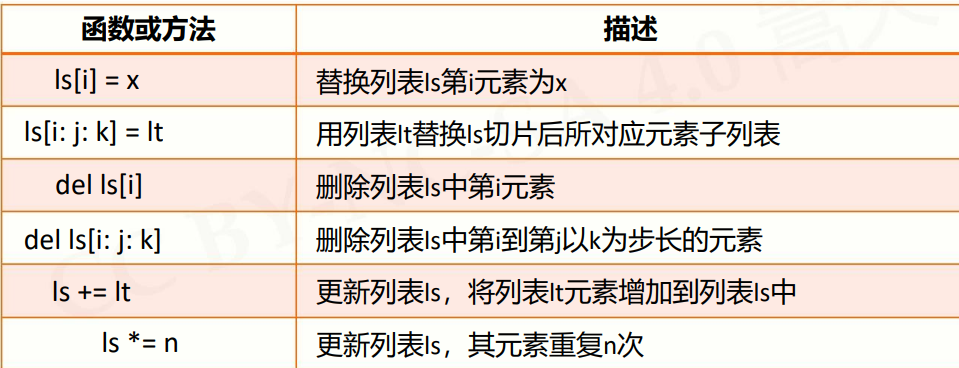 函数或方法 描述
ls[i] = x 替换列表ls第i元素为x
ls[i: j: k] = lt 用列表lt替换ls切片后所对应元素子列表
del ls[i] 删除列表ls中第i元素
del ls[i: j: k] 删除列表ls中第i到第j以k为步长的元素
ls += lt 更新列表ls，将列表lt元素增加到列表ls中
ls *= n 更新列表ls，其元素重复n次